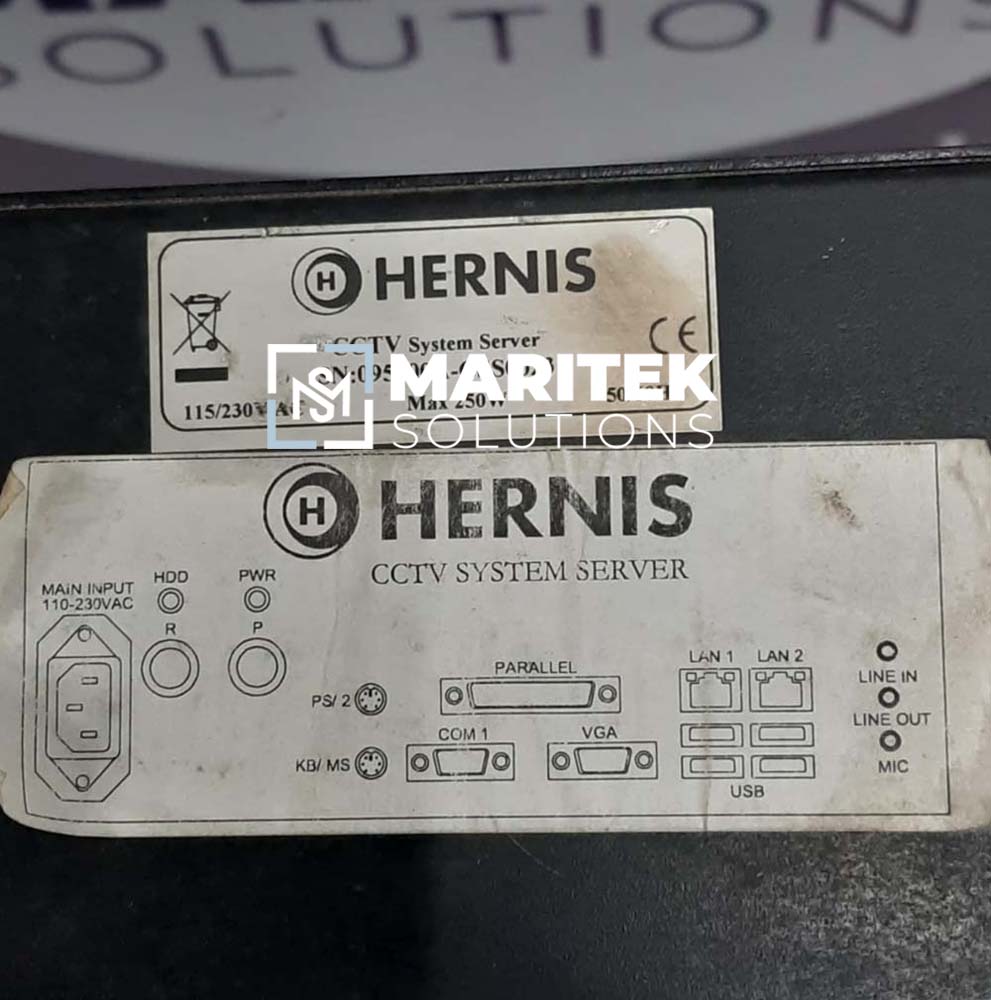 SOLUTIONS
H HERNIS
CCTV System Server
MARITEK
115/230VAC
Max 250W
SOLUTIONS
CE
H HERNIS
CCTV SYSTEM SERVER
MAIN INPUT
110-230VAC
HDD
PWR
R
P
PS/ 2
PARALLEL
LAN 1
LAN 2
LINE IN
LINE OUT
MIC
KB/ MS
COM 1
VGA
USB